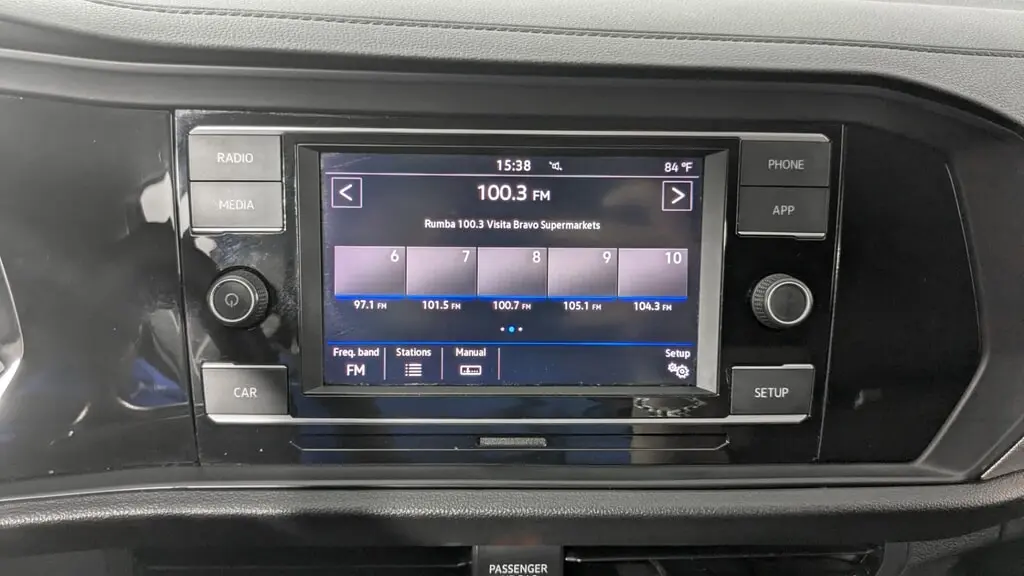 RADIO
MEDIA
CAR
15:38
84 °F
<
100.3 FM
>
Rumba 100.3 Visita Bravo Supermarkets
6 7 8 9 10
97.1 FM 101.5 FM 100.7 FM 105.1 FM 104.3 FM
Freq. band Stations Manual Setup
FM
PHONE
APP
SETUP
PASSENGER